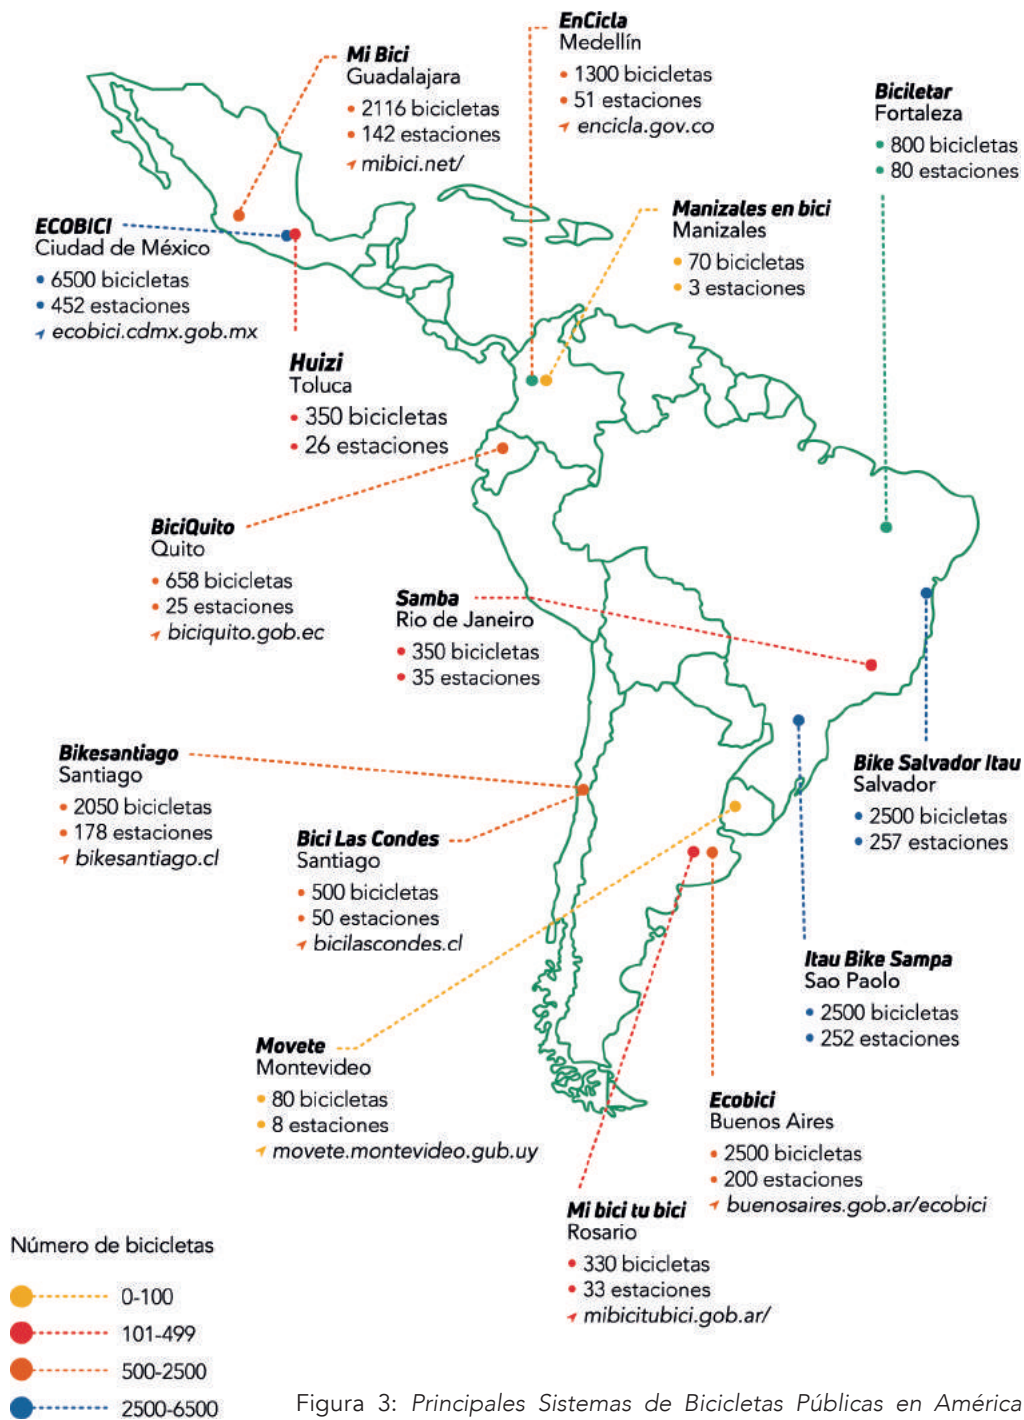 EnCicla
Medellín
1300 bicicletas
51 estaciones
encicla.gov.co
Mi Bici
Guadalajara
2116 bicicletas
142 estaciones
mibici.net/
Biciletar
Fortaleza
800 bicicletas
80 estaciones
ECOBICI
Ciudad de México
6500 bicicletas
452 estaciones
ecobici.cdmx.gob.mx
Manizales en bici
Manizales
70 bicicletas
3 estaciones
Huizi
Toluca
350 bicicletas
26 estaciones
BiciQuito
Quito
658 bicicletas
25 estaciones
biciquito.gob.ec
Samba
Rio de Janeiro
350 bicicletas
35 estaciones
Bikesantiago
Santiago
2050 bicicletas
178 estaciones
bikesantiago.cl
Bici Las Condes
Santiago
500 bicicletas
50 estaciones
bicilascondes.cl
Bike Salvador Itau
Salvador
2500 bicicletas
257 estaciones
Itau Bike Sampa
Sao Paolo
2500 bicicletas
252 estaciones
Movete
Montevideo
80 bicicletas
8 estaciones
movete.montevideo.gub.uy
Ecobici
Buenos Aires
2500 bicicletas
200 estaciones
buenosaires.gob.ar/ecobici
Mi bici tu bici
Rosario
330 bicicletas
33 estaciones
mibicitubici.gob.ar/
Número de bicicletas
0-100
101-499
500-2500
2500-6500
Figura 3: Principales Sistemas de Bicicletas Públicas en América